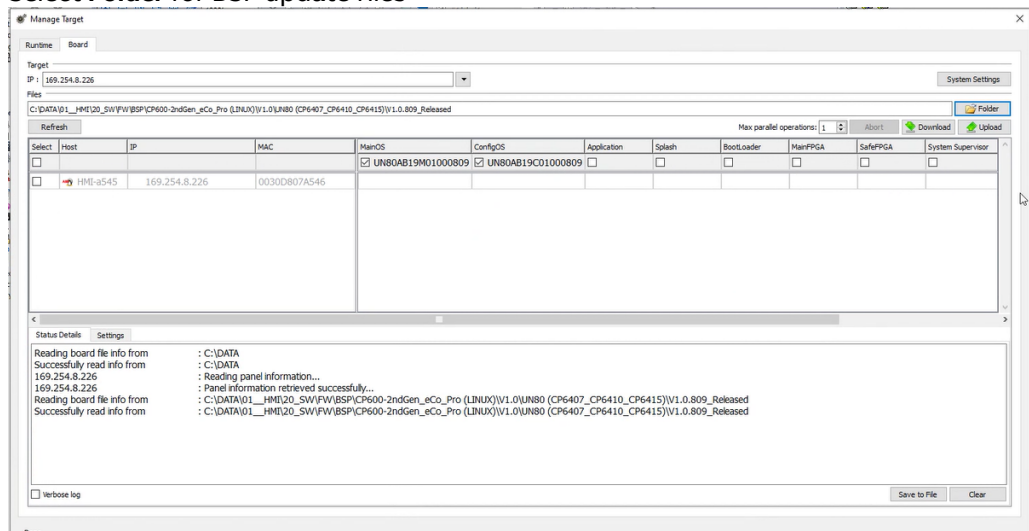 Select Folder for BSP update files
Manage Target
Runtime Board
Target
IP : 169.254.8.226 System Settings
Files
C:\DATA\01__HMI\20_SW\FW\BSP\CP600-2ndGen_eCo_Pro (LINUX)\V1.0\UN80 (CP6407_CP6410_CP6415)\V1.0.809_Released Folder
Refresh Max parallel operations: 1 Abort Download Upload
Select Host IP MAC MainOS ConfigOS Application Splash BootLoader MainFPGA SafeFPGA System Supervisor
UN80AB19M01000809 UN80AB19C01000809
HMI-a545 169.254.8.226 0030D807A546
Status Details Settings
Reading board file info from : C:\DATA
Successfully read info from : C:\DATA
169.254.8.226 : Reading panel information...
169.254.8.226 : Panel information retrieved successfully...
Reading board file info from : C:\DATA\01__HMI\20_SW\FW\BSP\CP600-2ndGen_eCo_Pro (LINUX)\V1.0\UN80 (CP6407_CP6410_CP6415)\V1.0.809_Released
Successfully read info from : C:\DATA\01__HMI\20_SW\FW\BSP\CP600-2ndGen_eCo_Pro (LINUX)\V1.0\UN80 (CP6407_CP6410_CP6415)\V1.0.809_Released
Verbose log Save to File Clear